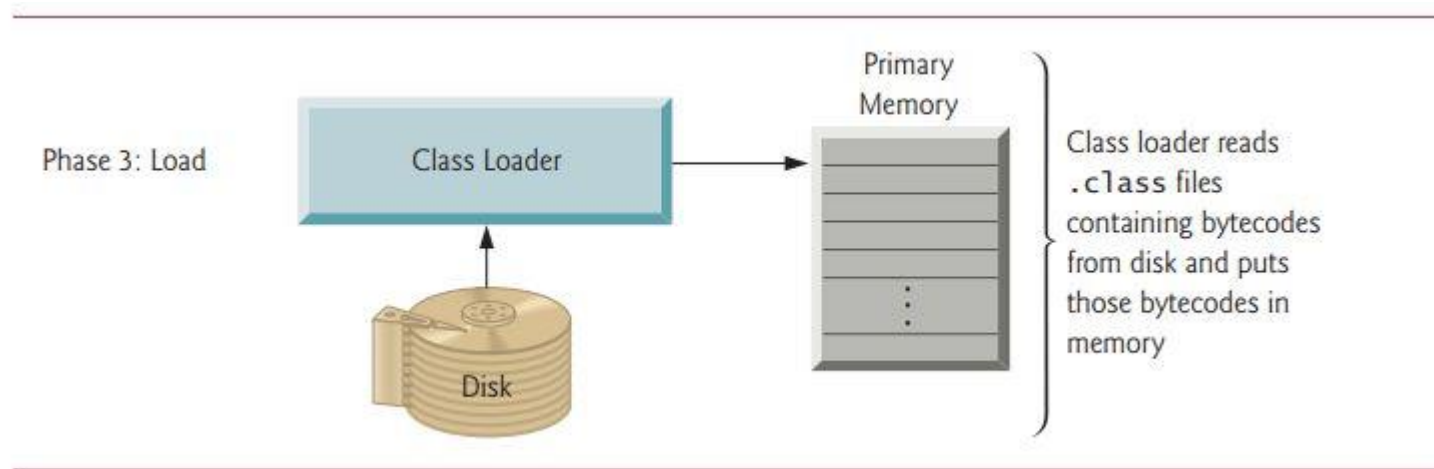 Phase 3: Load
Class Loader
Disk
Primary
Memory
Class loader reads
.class files
containing bytecodes
from disk and puts
those bytecodes in
memory